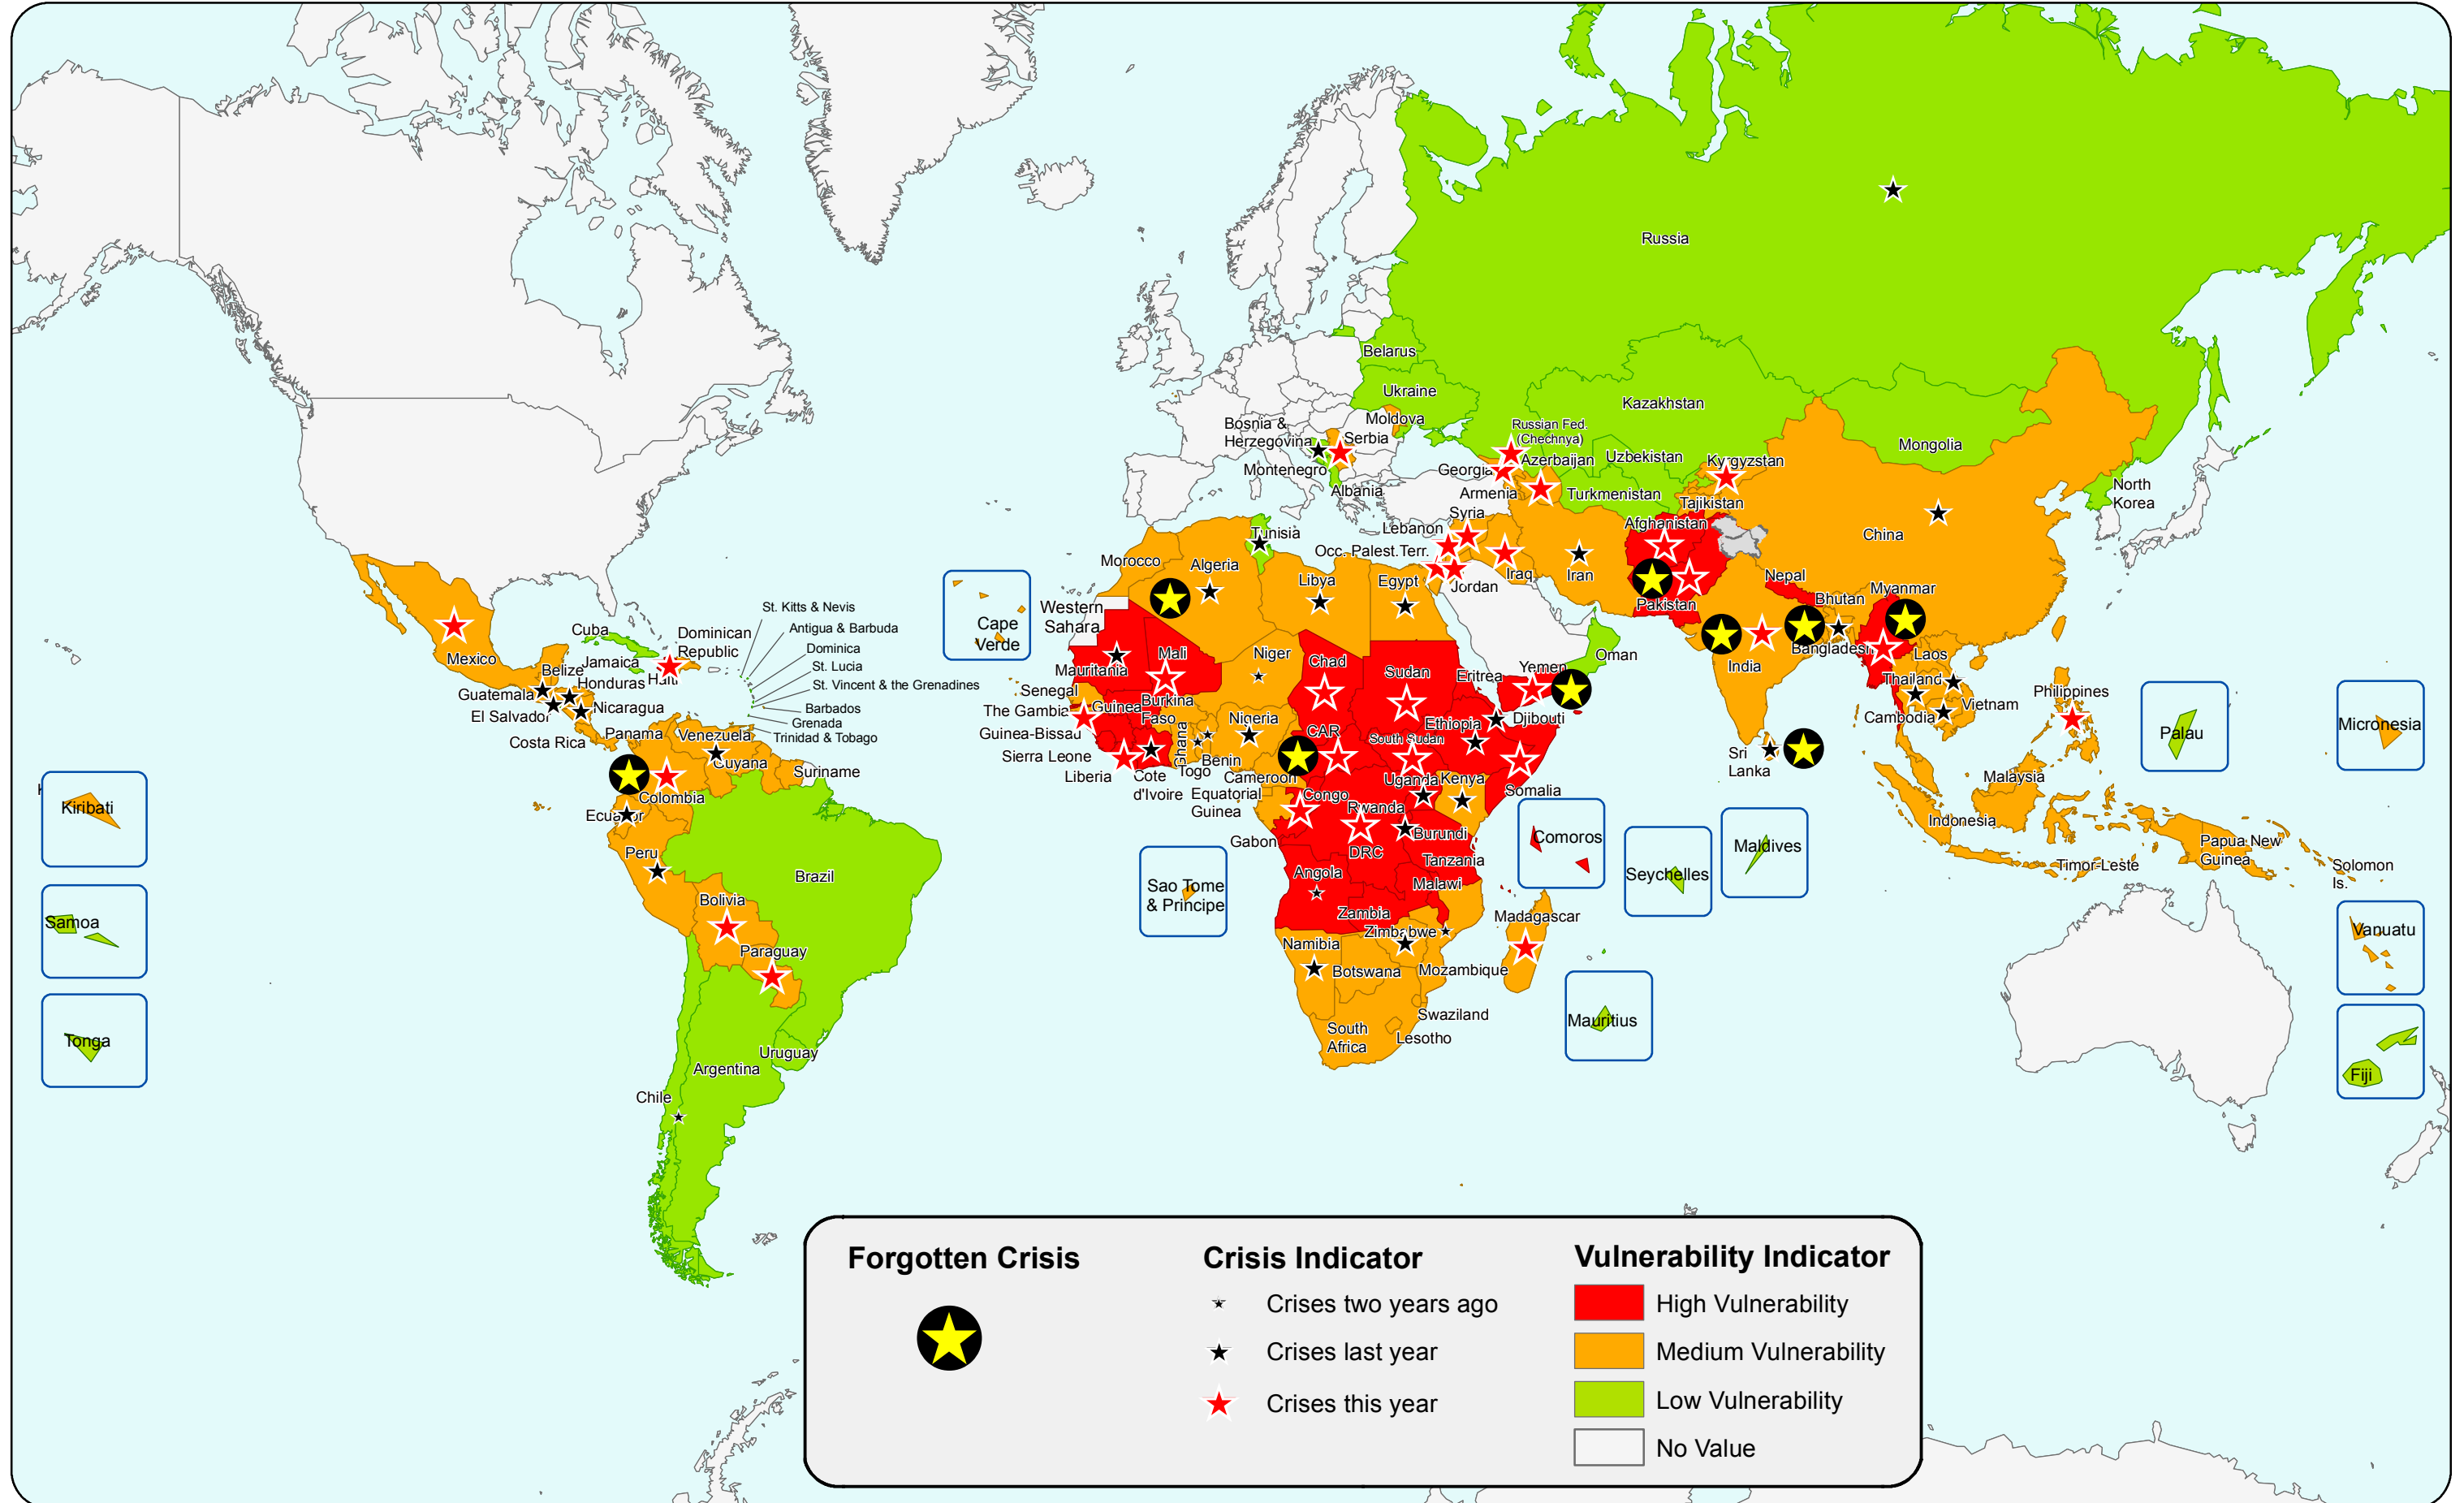 Russia
Belarus
Ukraine
Kazakhstan
Moldova
Bosnia &
Herzegovina
Serbia
Russian Fed.
(Chechnya)
Mongolia
Montenegro
Georgia
Azerbaijan
Uzbekistan
Kyrgyzstan
Albania
Armenia
Turkmenistan
Tajikistan
North
Korea
Syria
Lebanon
Afghanistan
China
Tunisia
Occ. Palest.Terr.
Morocco
Algeria
Libya
Egypt
Jordan
Iraq
Iran
Nepal
Myanmar
Pakistan
Bhutan
Western
Sahara
Cape
Verde
St. Kitts & Nevis
Antigua & Barbuda
Cuba
Dominican
Republic
Dominica
Mexico
Belize
Jamaica
Haiti
St. Lucia
Honduras
St. Vincent & the Grenadines
Guatemala
Nicaragua
Barbados
El Salvador
Grenada
Costa Rica
Panama
Venezuela
Trinidad & Tobago
Guyana
Suriname
Colombia
Ecuador
Peru
Brazil
Bolivia
Paraguay
Uruguay
Argentina
Chile
Mali
Niger
Chad
Sudan
Eritrea
Yemen
Oman
Mauritania
Senegal
The Gambia
Guinea
Burkina
Faso
Guinea-Bissau
Sierra Leone
Liberia
Cote
d'Ivoire
Ghana
Togo
Benin
Nigeria
Cameroon
Equatorial
Guinea
CAR
South Sudan
Ethiopia
Djibouti
Uganda
Kenya
Somalia
Congo
Rwanda
Burundi
Gabon
DRC
Tanzania
Comoros
Sao Tome
& Principe
Angola
Malawi
Zambia
Zimbabwe
Madagascar
Namibia
Botswana
Mozambique
Swaziland
South
Africa
Lesotho
Mauritius
Seychelles
Maldives
India
Bangladesh
Laos
Thailand
Vietnam
Cambodia
Philippines
Sri
Lanka
Malaysia
Indonesia
Timor-Leste
Papua New
Guinea
Solomon
Is.
Palau
Micronesia
Vanuatu
Fiji
Kiribati
Samoa
Tonga
Forgotten Crisis
Crisis Indicator
Crises two years ago
Crises last year
Crises this year
Vulnerability Indicator
High Vulnerability
Medium Vulnerability
Low Vulnerability
No Value